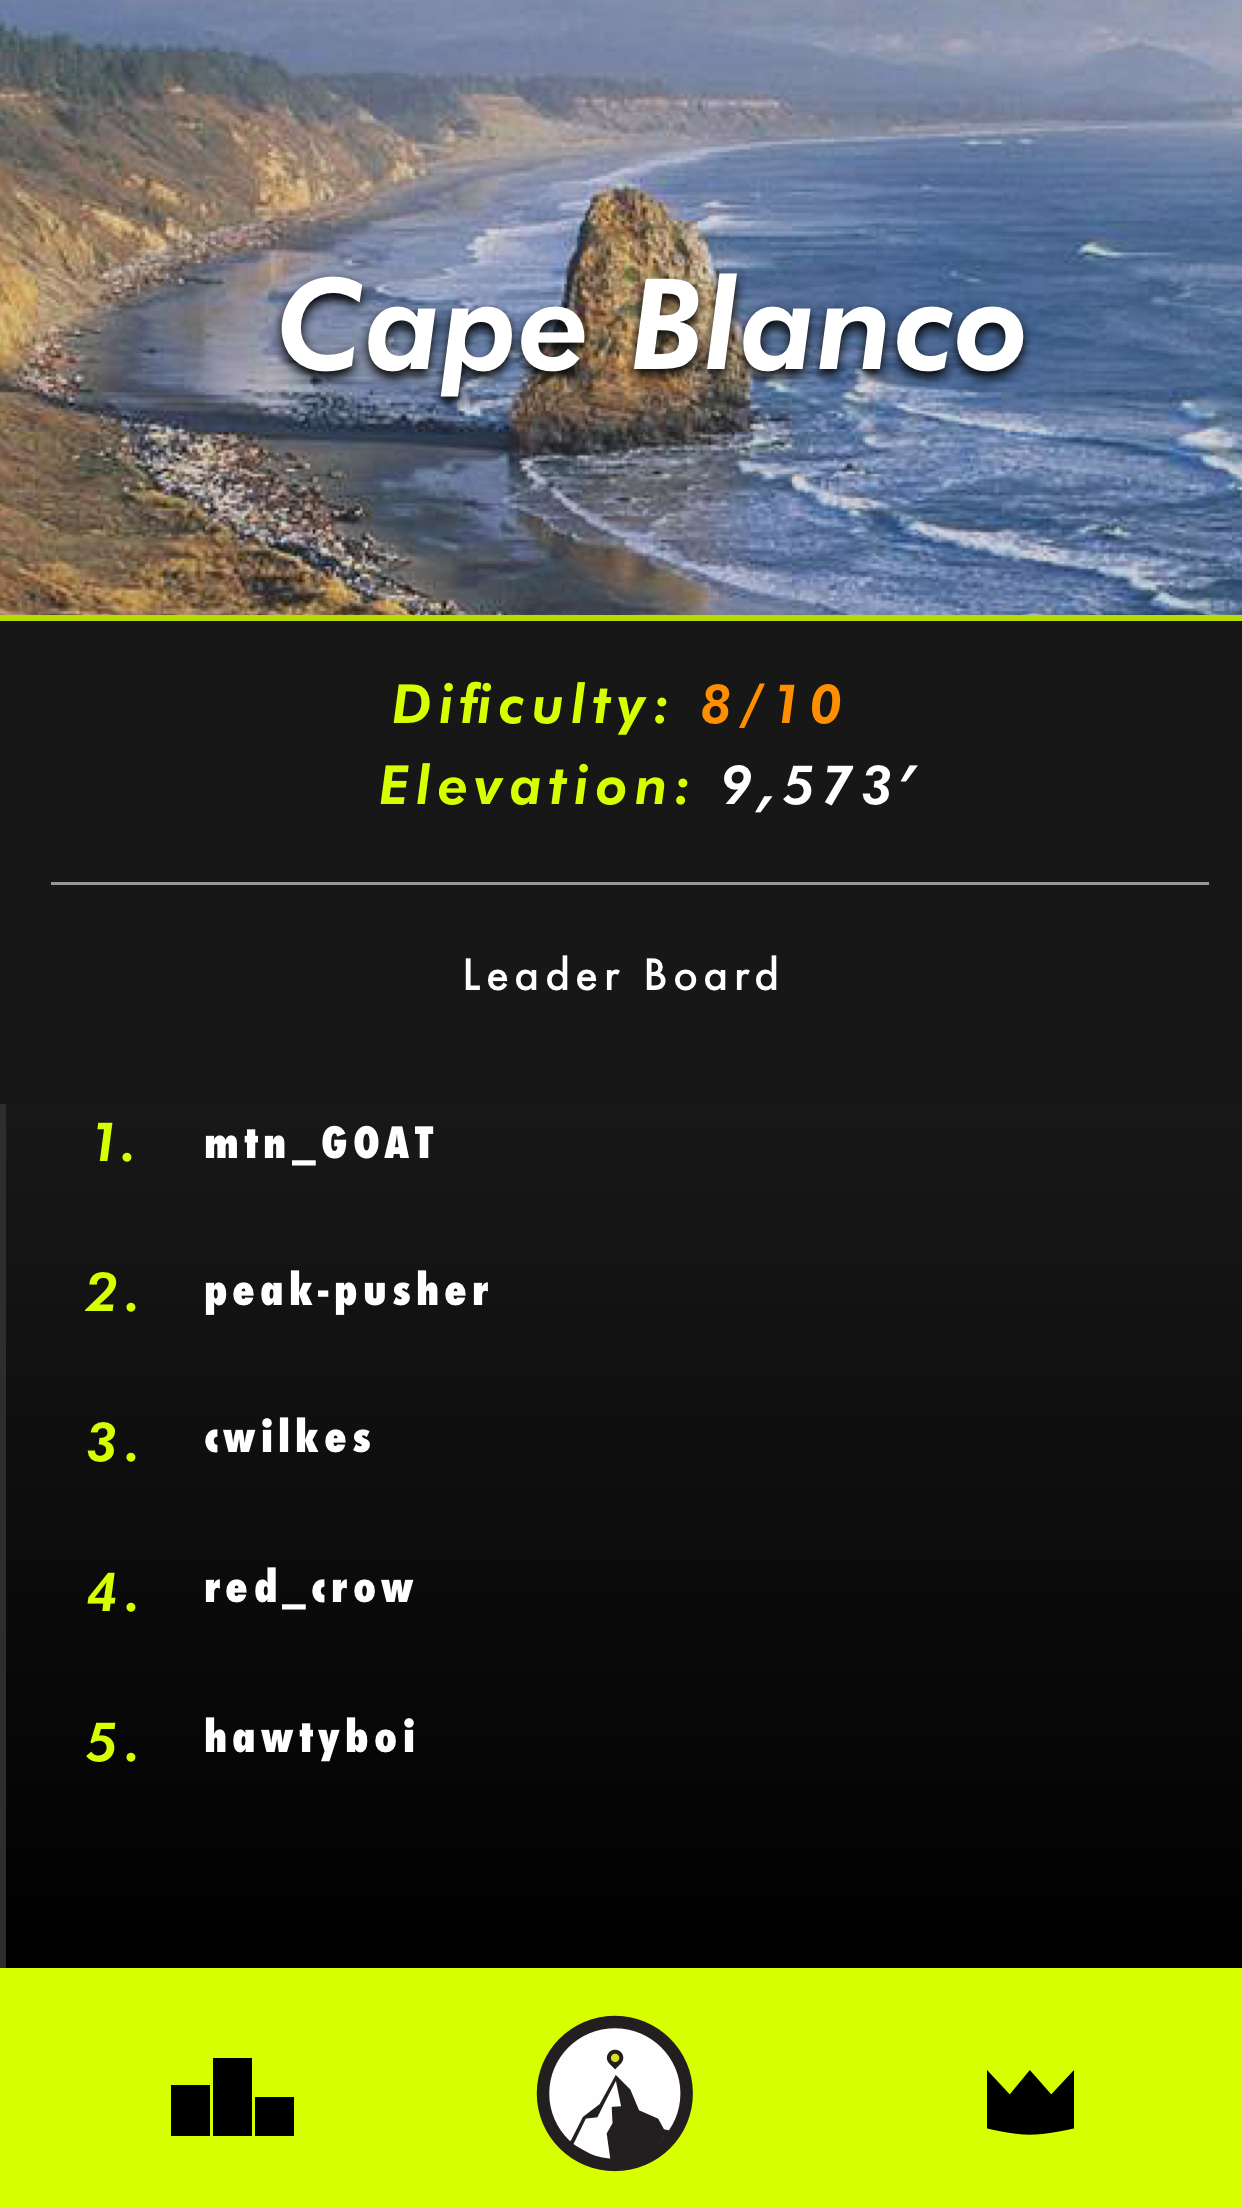 Cape Blanco
Dificulty: 8/10
Elevation: 9,573’
Leader Board
1. mtn_GOAT
2. peak-pusher
3. cwilkes
4. red_crow
5. hawtyboi